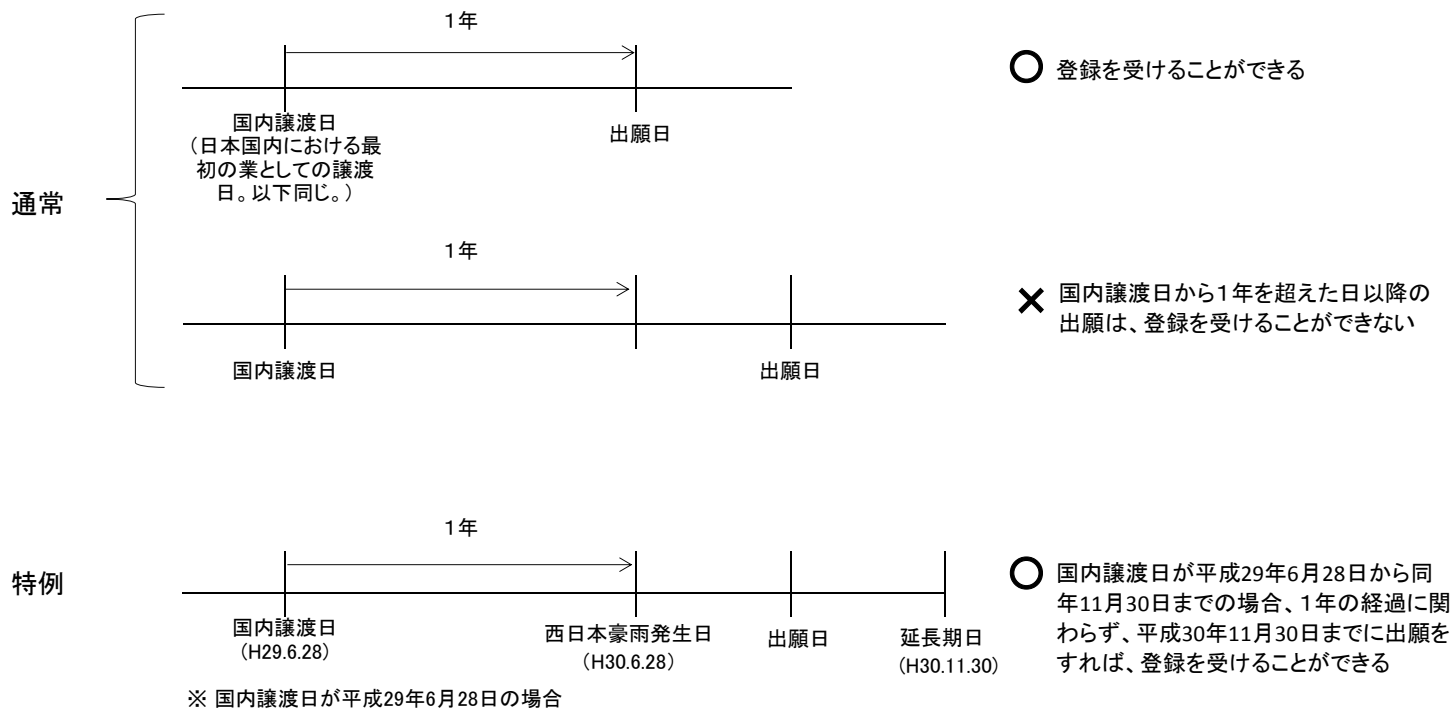 通常
1年
国内譲渡日
（日本国内における最
初の業としての譲渡
日。以下同じ。）
出願日
登録を受けることができる
1年
国内譲渡日
出願日
国内譲渡日から１年を超えた日以降の
出願は、登録を受けることができない
特例
1年
国内譲渡日
(H29.6.28)
西日本豪雨発生日
(H30.6.28)
出願日
延長期日
(H30.11.30)
国内譲渡日が平成29年6月28日から同
年11月30日までの場合、１年の経過に関
わらず、平成30年11月30日までに出願を
すれば、登録を受けることができる
※ 国内譲渡日が平成29年6月28日の場合